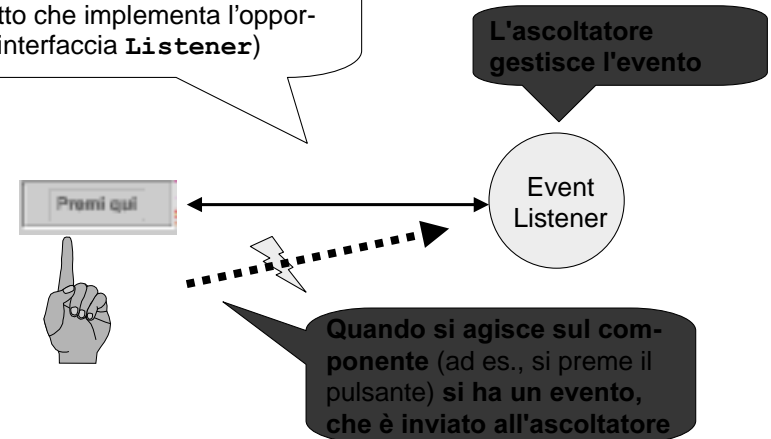 tto che implementa l'oppor-
interfaccia Listener)
L'ascoltatore
gestisce l'evento
Premi qui
Event
Listener
Quando si agisce sul com-
ponente (ad es., si preme il
pulsante) si ha un evento,
che è inviato all'ascoltatore